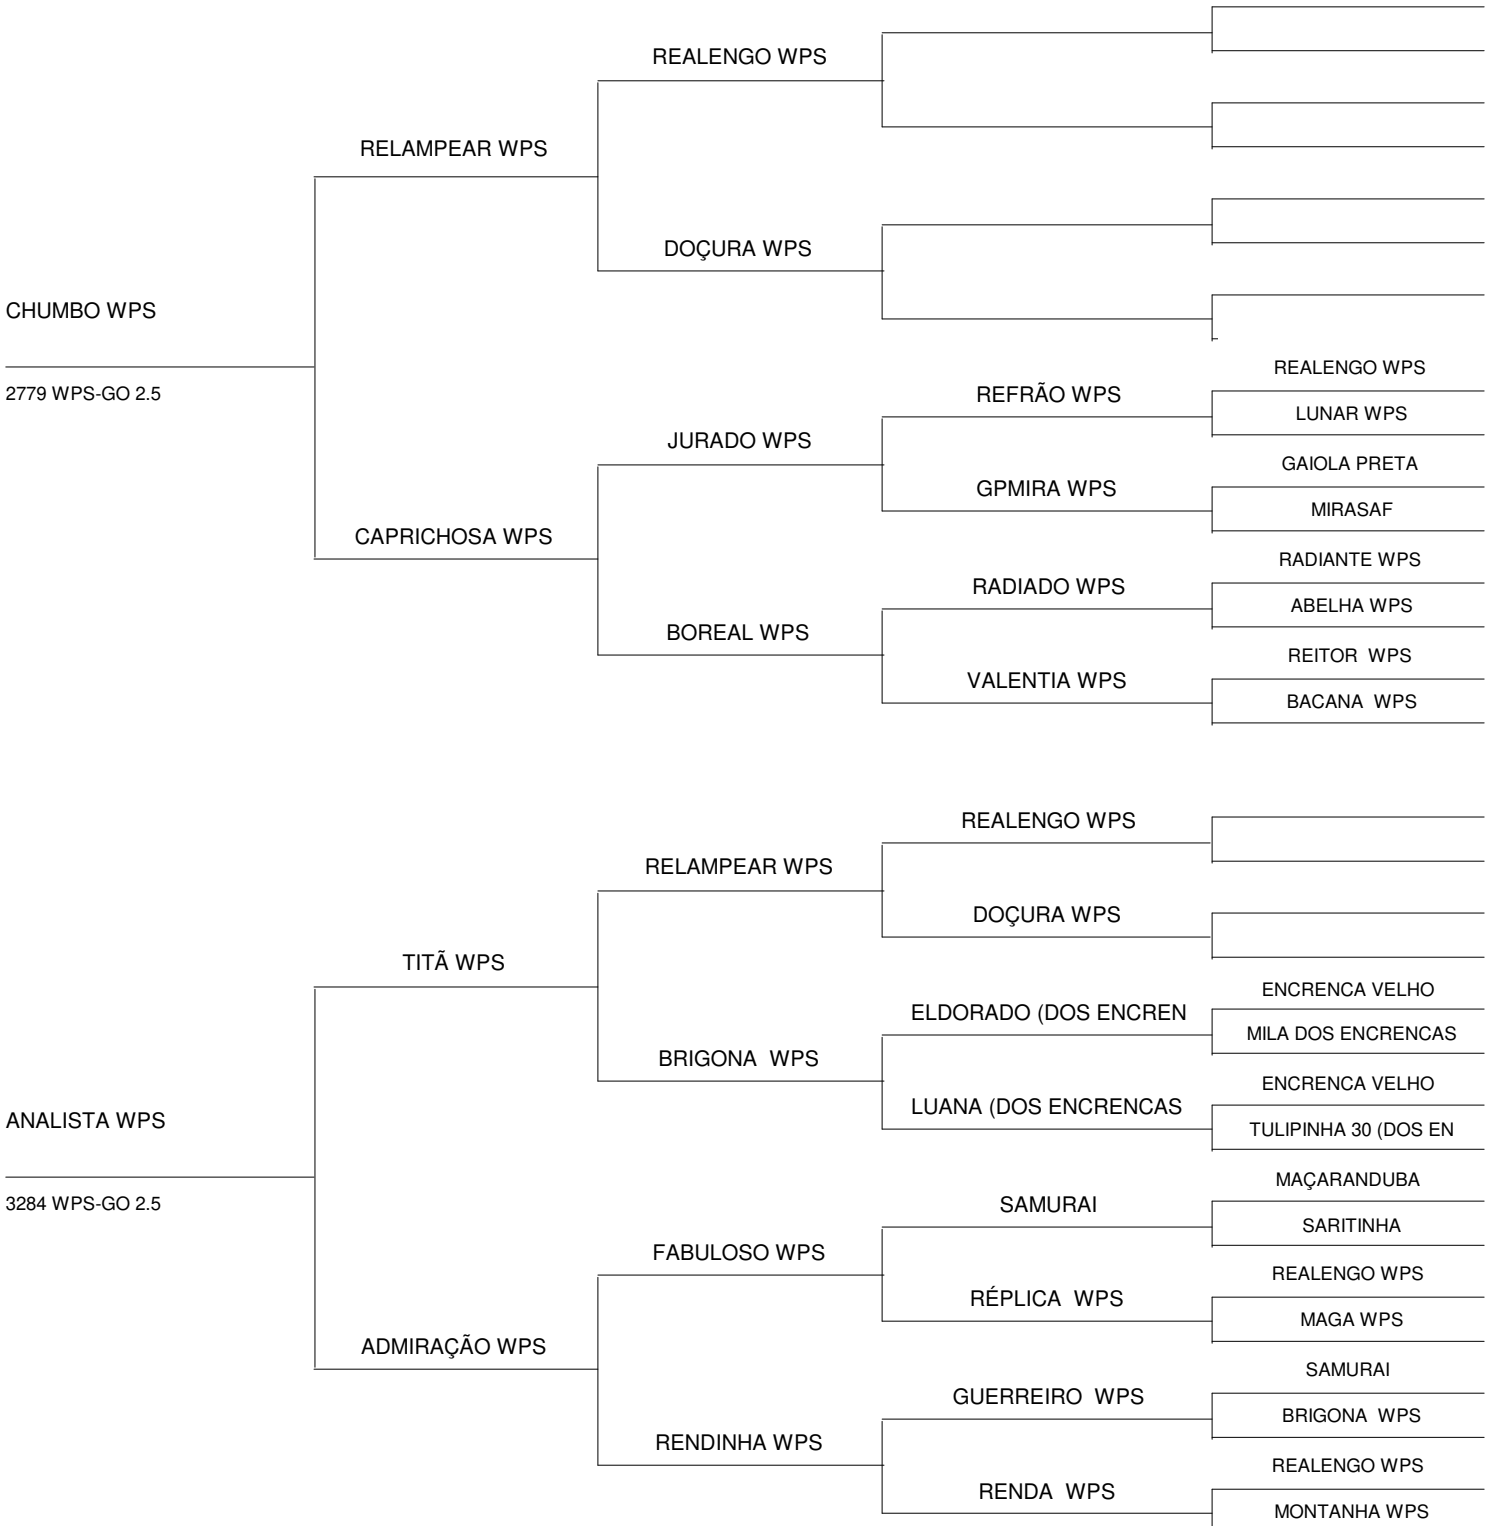 REALENGO WPS
RELAMPEAR WPS
DOÇURA WPS
CHUMBO WPS
2779 WPS-GO 2.5
REALENGO WPS
REFRÃO WPS
LUNAR WPS
JURADO WPS
GAIOLA PRETA
GPMIRA WPS
MIRASAF
CAPRICHOSA WPS
RADIANTE WPS
RADIADO WPS
ABELHA WPS
BOREAL WPS
REITOR WPS
VALENTIA WPS
BACANA WPS
REALENGO WPS
RELAMPEAR WPS
DOÇURA WPS
TITÃ WPS
ENCRENCA VELHO
ELDORADO (DOS ENCREN
MILA DOS ENCRENCAS
BRIGONA WPS
ENCRENCA VELHO
LUANA (DOS ENCRENCAS
TULIPINHA 30 (DOS EN
ANALISTA WPS
3284 WPS-GO 2.5
MAÇARANDUBA
SAMURAI
SARITINHA
FABULOSO WPS
REALENGO WPS
RÉPLICA WPS
MAGA WPS
ADMIRAÇÃO WPS
SAMURAI
GUERREIRO WPS
BRIGONA WPS
RENDINHA WPS
REALENGO WPS
RENDA WPS
MONTANHA WPS